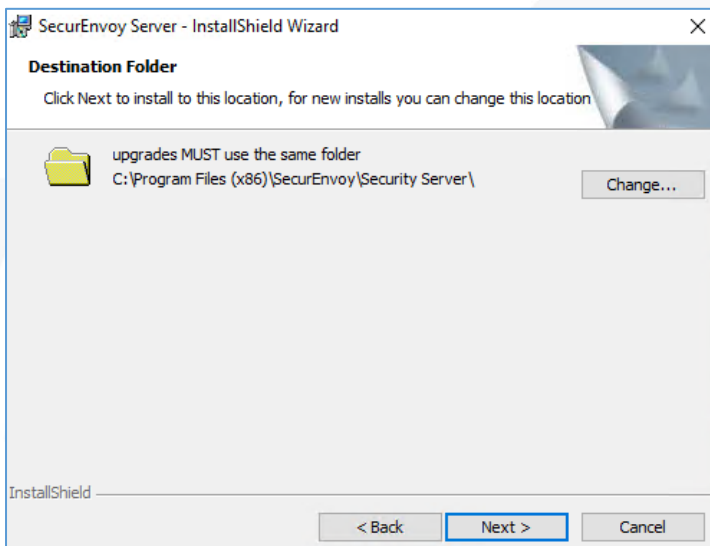 SecurEnvoy Server - InstallShield Wizard
Destination Folder
Click Next to install to this location, for new installs you can change this location
upgrades MUST use the same folder
C:\Program Files (x86)\SecurEnvoy\Security Server\
Change...
InstallShield
< Back
Next >
Cancel